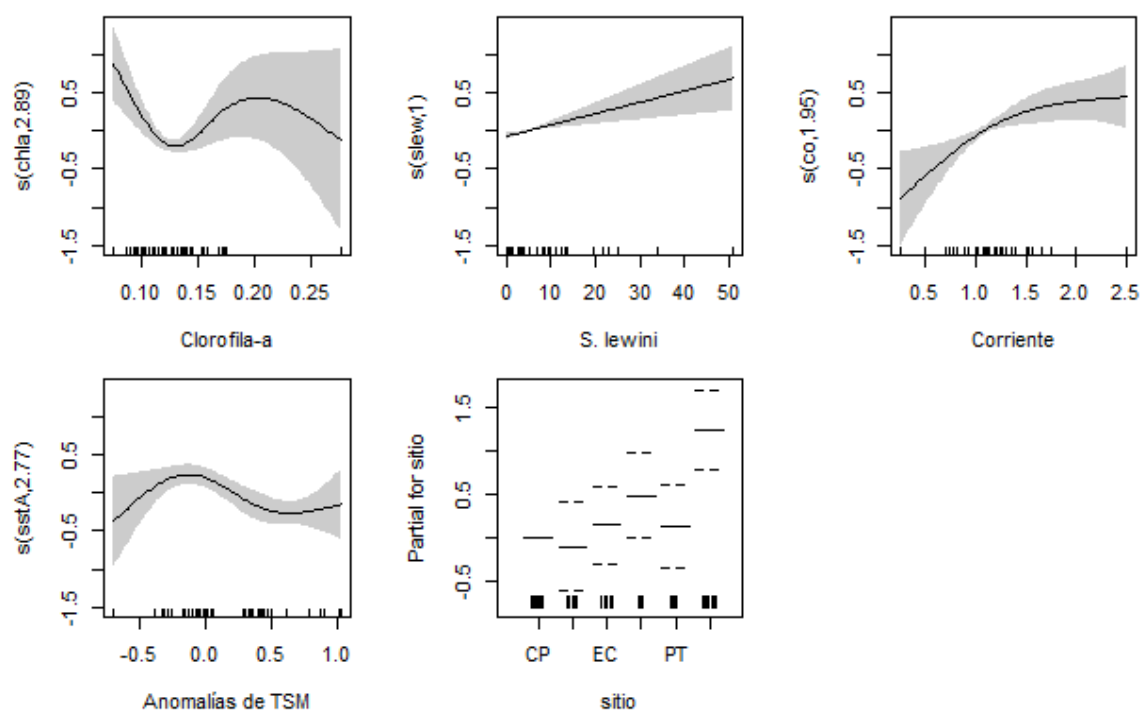 s(chla,2.89)
0.5
-0.5
-1.5
0.10 0.15 0.20 0.25
Clorofila-a
s(slew,1)
0.5
-0.5
-1.5
0 10 20 30 40 50
S. lewini
s(co,1.95)
0.5
-0.5
-1.5
0.5 1.0 1.5 2.0 2.5
Corriente
s(sstA,2.77)
0.5
-0.5
-1.5
-0.5 0.0 0.5 1.0
Anomalías de TSM
Partial for sitio
1.5
0.5
-0.5
CP EC PT
sitio